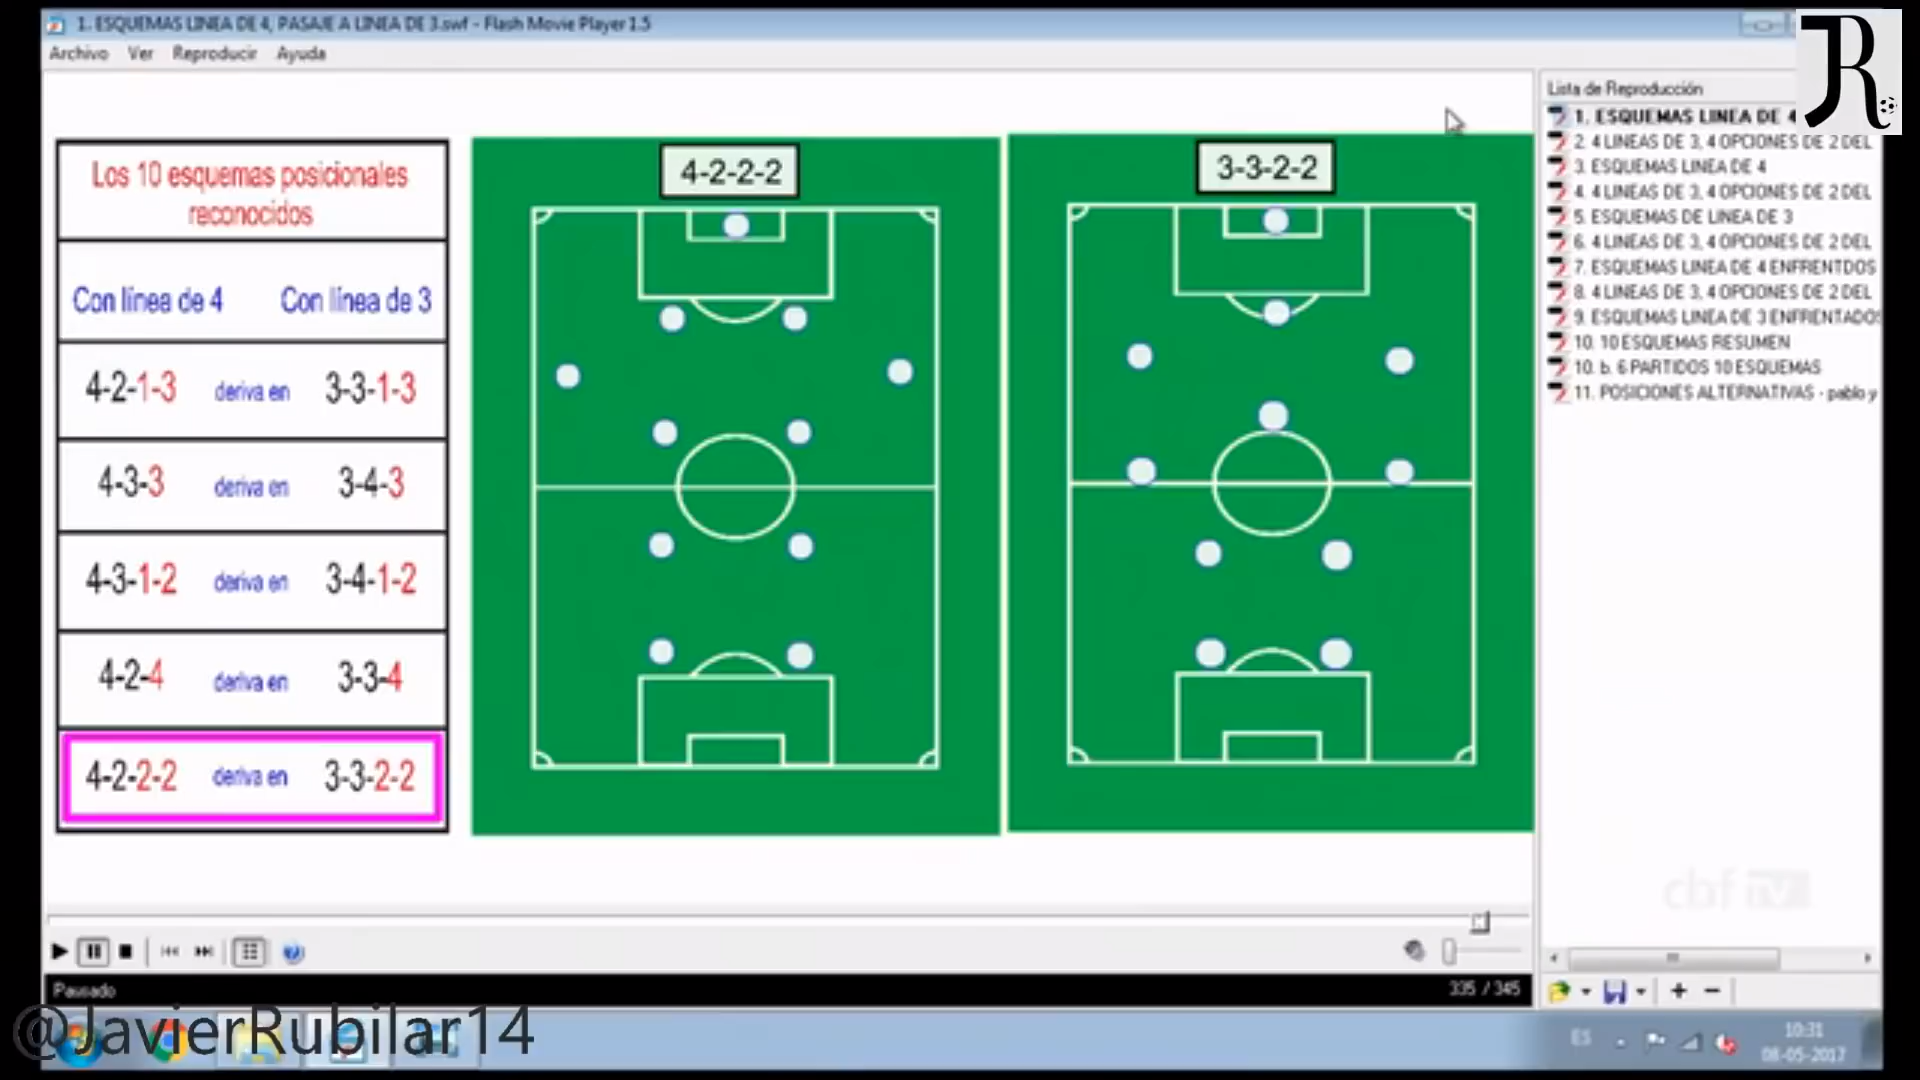 1. ESQUEMAS LINEA DE 4, PASAJE A LINEA DE 3.swf - Flash Movie Player 1.5
Archivo Ver Reproducir Ayuda
JR
Los 10 esquemas posicionales
reconocidos
Con línea de 4 Con línea de 3
4-2-1-3 deriva en 3-3-1-3
4-3-3 deriva en 3-4-3
4-3-1-2 deriva en 3-4-1-2
4-2-4 deriva en 3-3-4
4-2-2-2 deriva en 3-3-2-2
4-2-2-2
3-3-2-2
Lista de Reproducción
1. ESQUEMAS LINEA DE 4
2. 4 LINEAS DE 3, 4 OPCIONES DE 2 DEL
3. ESQUEMAS LINEA DE 4
4. 4 LINEAS DE 3, 4 OPCIONES DE 2 DEL
5. ESQUEMAS DE LINEA DE 3
6. 4 LINEAS DE 3, 4 OPCIONES DE 2 DEL
7. ESQUEMAS LINEA DE 4 ENFRENTDOS
8. 4 LINEAS DE 3, 4 OPCIONES DE 2 DEL
9. ESQUEMAS LINEA DE 3 ENFRENTADOS
10. 10 ESQUEMAS RESUMEN
10. b. 6 PARTIDOS 10 ESQUEMAS
11. POSICIONES ALTERNATIVAS - pablo y
cbf tv
Pausado
335 / 345
@JavierRubilar14
ES
10:31
08-05-2017